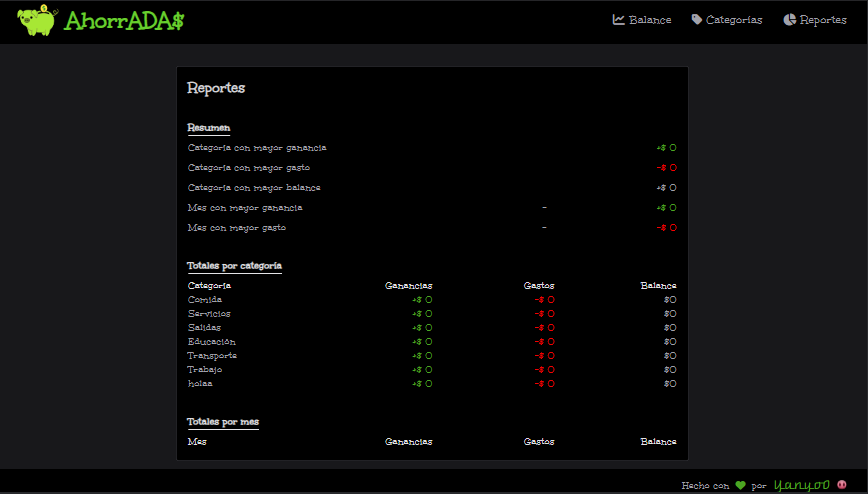 AhorrADA$ Balance Categorías Reportes
Reportes
Resumen
Categoría con mayor ganancia +$ 0
Categoría con mayor gasto -$ 0
Categoría con mayor balance +$ 0
Mes con mayor ganancia - +$ 0
Mes con mayor gasto - -$ 0
Totales por categoría
Categoría Ganancias Gastos Balance
Comida +$ 0 -$ 0 $0
Servicios +$ 0 -$ 0 $0
Salidas +$ 0 -$ 0 $0
Educación +$ 0 -$ 0 $0
Transporte +$ 0 -$ 0 $0
Trabajo +$ 0 -$ 0 $0
holaa +$ 0 -$ 0 $0
Totales por mes
Mes Ganancias Gastos Balance
Hecho con 💚 por Yanyoo 🐽